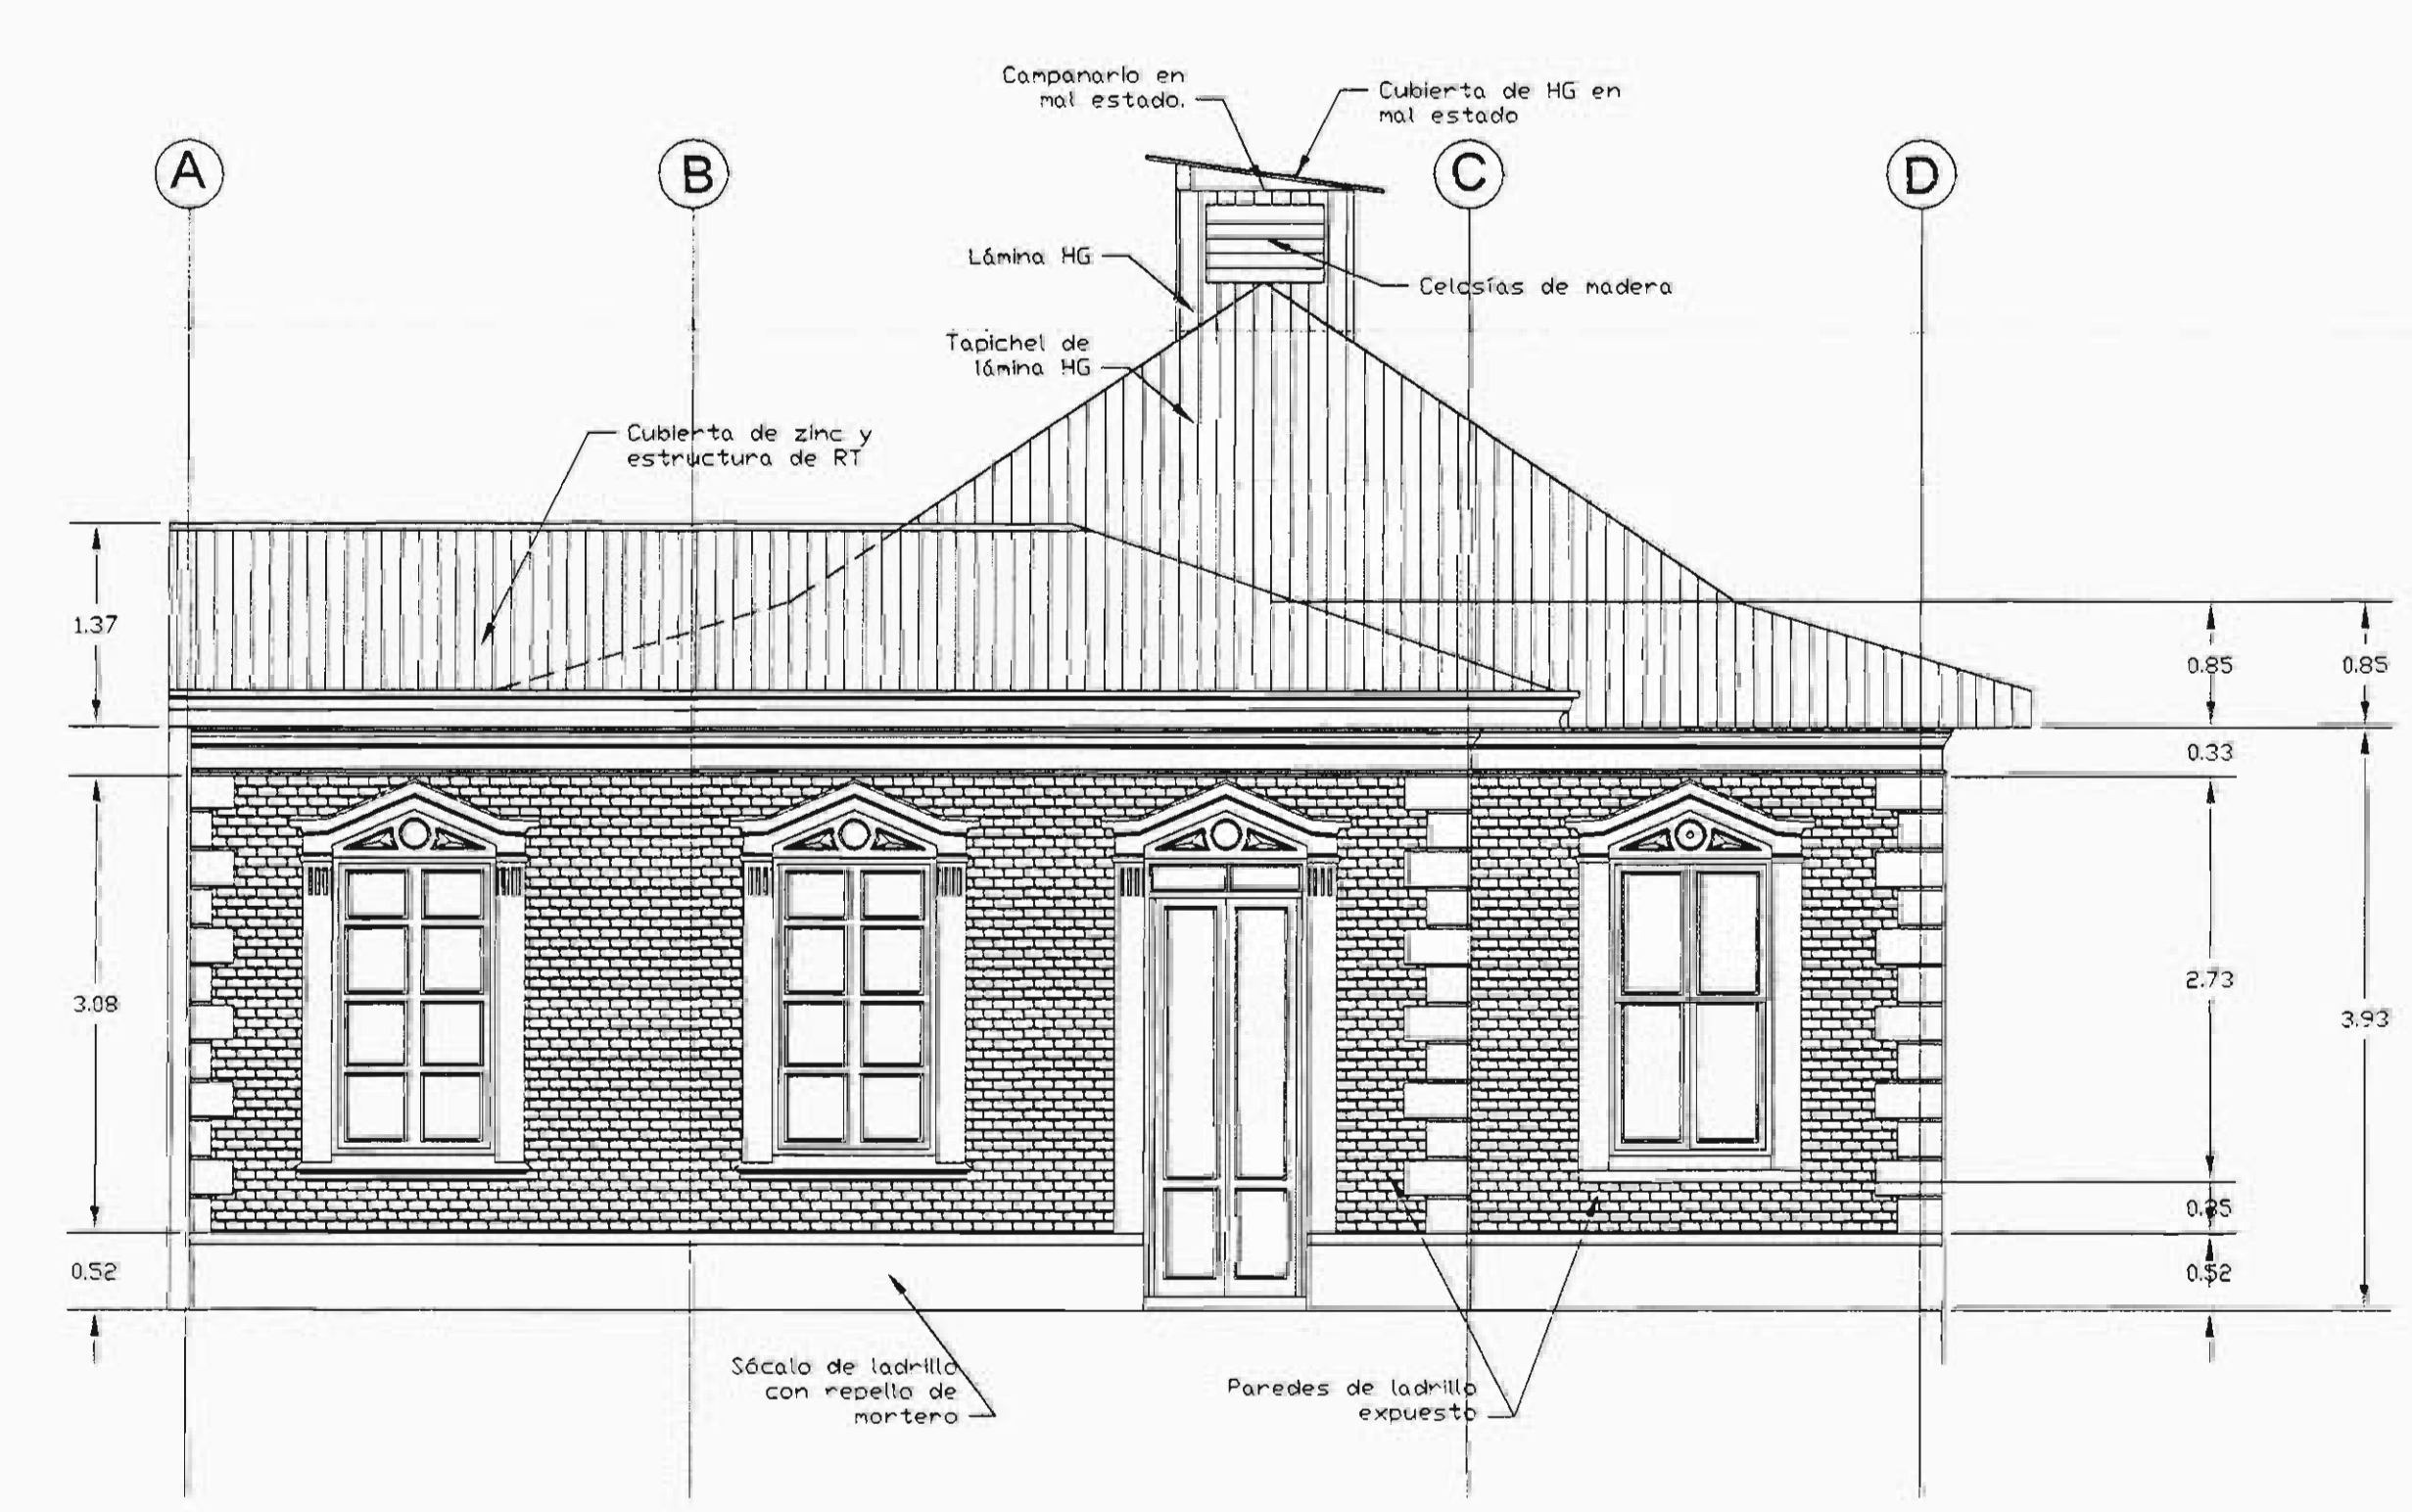 Campanario en
mal estado.
Cubierta de HG en
mal estado
A
B
C
D
Lámina HG
Celosías de madera
Tapichel de
lámina HG
Cubierta de zinc y
estructura de RT
1.37
0.85
0.85
0.33
3.08
2.73
3.93
0.35
0.52
0.52
Sócalo de ladrillo
con repello de
mortero
Paredes de ladrillo
expuesto